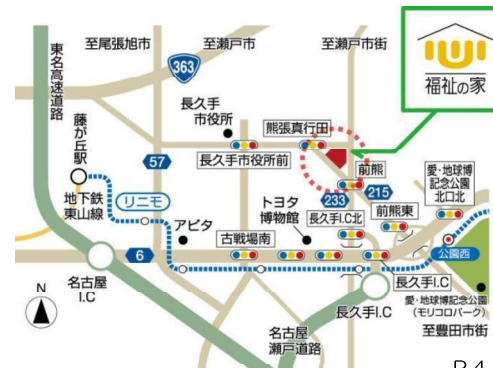 至尾張旭市
至瀬戸市
至瀬戸市街
363
福祉の家
東名高速道路
長久手
市役所
熊張真行田
藤が丘駅
長久手市役所前
前熊
57
215
233
愛・地球博
記念公園
北口北
地下鉄
東山線
リニモ
トヨタ
博物館
長久手I.C北
前熊東
アピタ
古戦場南
6
公園西
名古屋
I.C
長久手I.C
長久手I.C
愛・地球博記念公園
(モリコロパーク)
N
名古屋
瀬戸道路
至豊田市街
P.4